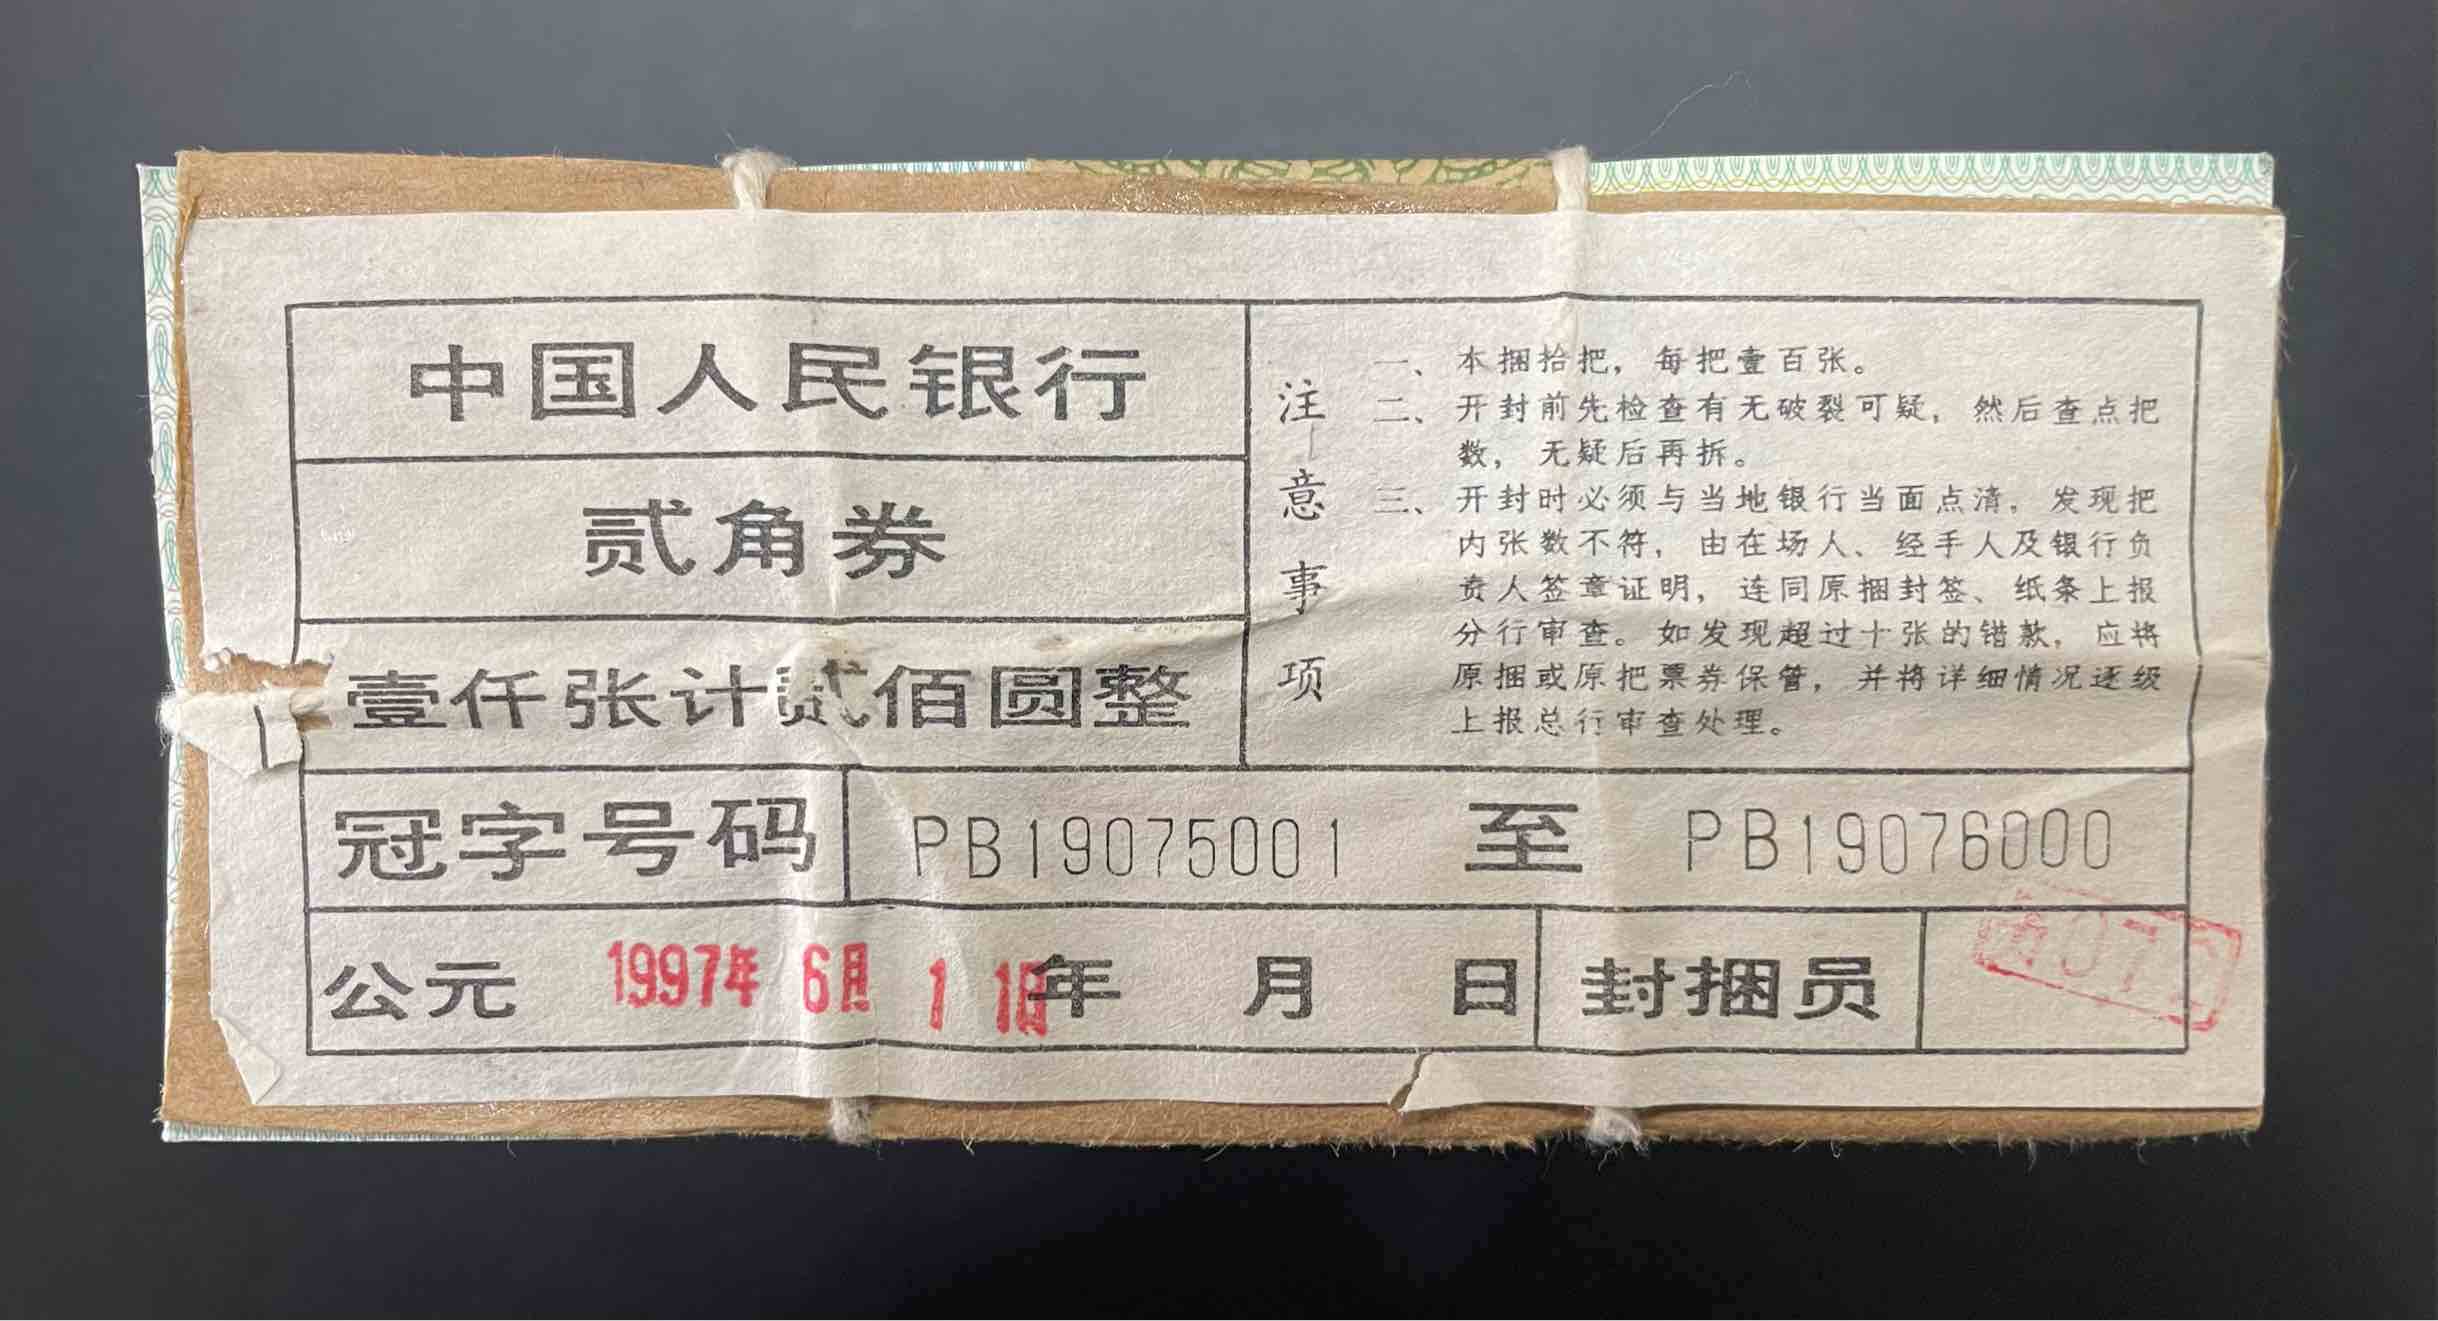 中国人民银行
贰角券
壹仟张计贰佰圆整
注意事项
一、本捆拾把，每把壹百张。
二、开封前先检查有无破裂可疑，然后查点把
数，无疑后再拆。
三、开封时必须与当地银行当面点清，发现把
内张数不符，由在场人、经手人及银行负
责人签章证明，连同原捆封签、纸条上报
分行审查。如发现超过十张的错款，应将
原捆或原把票券保管，并将详细情况逐级
上报总行审查处理。
冠字号码 PB19075001 至 PB19076000
公元 1997年 6月 1 1日 年 月 日 封捆员